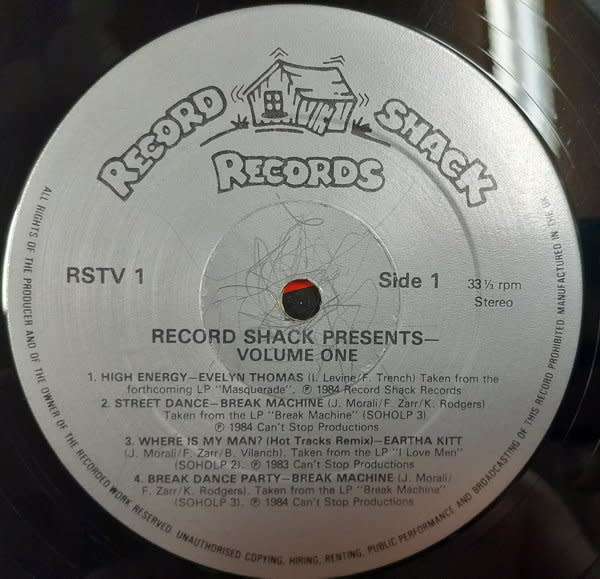 RECORD SHACK
RECORDS
RSTV 1
Side 1
33 ⅓ rpm
Stereo
RECORD SHACK PRESENTS—
VOLUME ONE
1. HIGH ENERGY—EVELYN THOMAS (I. Levine/F. Trench) Taken from the
forthcoming LP "Masquerade". ℗ 1984 Record Shack Records
2. STREET DANCE—BREAK MACHINE (J. Morali/F. Zarr/K. Rodgers)
Taken from the LP "Break Machine" (SOHOLP 3)
℗ 1984 Can't Stop Productions
3. WHERE IS MY MAN? (Hot Tracks Remix)—EARTHA KITT
(J. Morali/F. Zarr/B. Vilanch). Taken from the LP "I Love Men"
(SOHOLP 2). ℗ 1983 Can't Stop Productions
4. BREAK DANCE PARTY—BREAK MACHINE (J. Morali/
F. Zarr/K. Rodgers). Taken from the LP "Break Machine"
(SOHOLP 3). ℗ 1984 Can't Stop Productions
ALL RIGHTS OF THE PRODUCER AND OF THE OWNER OF THE RECORDED WORK RESERVED. UNAUTHORISED COPYING, HIRING, RENTING, PUBLIC PERFORMANCE AND BROADCASTING OF THIS RECORD PROHIBITED. MANUFACTURED IN THE UK